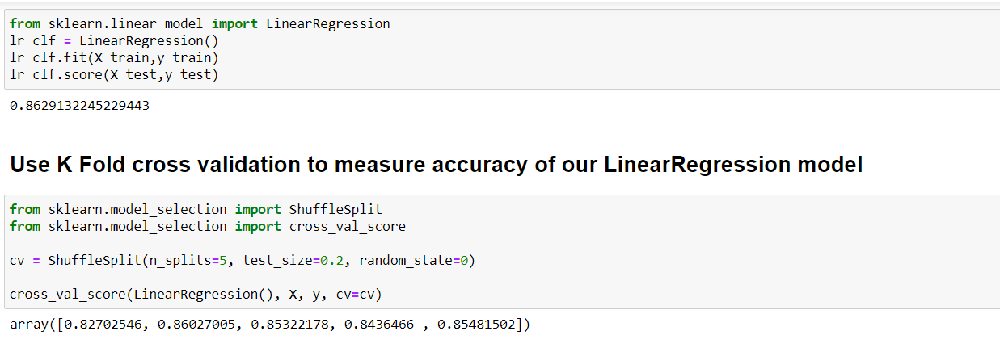 from sklearn.linear_model import LinearRegression
lr_clf = LinearRegression()
lr_clf.fit(X_train,y_train)
lr_clf.score(X_test,y_test)
0.8629132245229443
Use K Fold cross validation to measure accuracy of our LinearRegression model
from sklearn.model_selection import ShuffleSplit
from sklearn.model_selection import cross_val_score
cv = ShuffleSplit(n_splits=5, test_size=0.2, random_state=0)
cross_val_score(LinearRegression(), X, y, cv=cv)
array([0.82702546, 0.86027005, 0.85322178, 0.8436466 , 0.85481502])